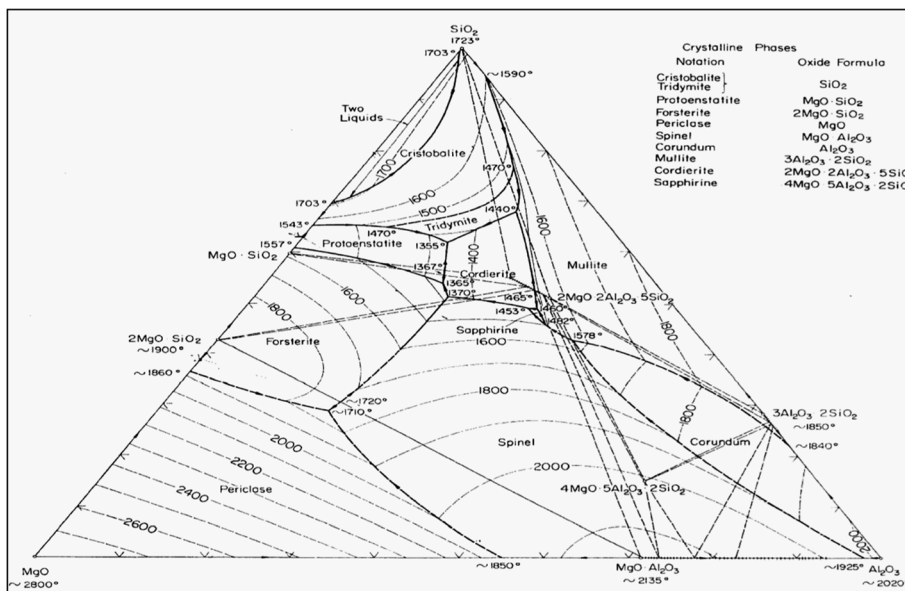 SiO₂
1723°
1703°
~1590°
Crystalline Phases
Notation Oxide Formula
Cristobalite
Tridymite } SiO₂
Protoenstatite MgO·SiO₂
Forsterite 2MgO·SiO₂
Periclase MgO
Spinel MgO Al₂O₃
Corundum Al₂O₃
Mullite 3Al₂O₃·2SiO₂
Cordierite 2MgO·2Al₂O₃·5SiO
Sapphirine 4MgO 5Al₂O₃·2SiO₂
Two
Liquids
Cristobalite
1700
1600
1470°
1703°
1500
1440°
1600
Tridymite
1543°
1470°
Protoenstatite
1355°
1400
1557°
MgO·SiO₂
1367°
Cordierite
Mullite
1365°
1370°
1465°
2MgO 2Al₂O₃ 5SiO₂
1460°
1453°
1482°
1600
1800
Sapphirine
1578°
1600
1800
2MgO SiO₂
~1900°
Forsterite
~1860°
1800
~1720°
~1710°
3Al₂O₃ 2SiO₂
~1850°
~1840°
1800
Corundum
Spinel
2000
2000
2200
Periclase
4MgO·5Al₂O₃·2SiO₂
2400
2600
2000
MgO
~2800°
~1850°
MgO·Al₂O₃
~2135°
~1925°
Al₂O₃
~2020°